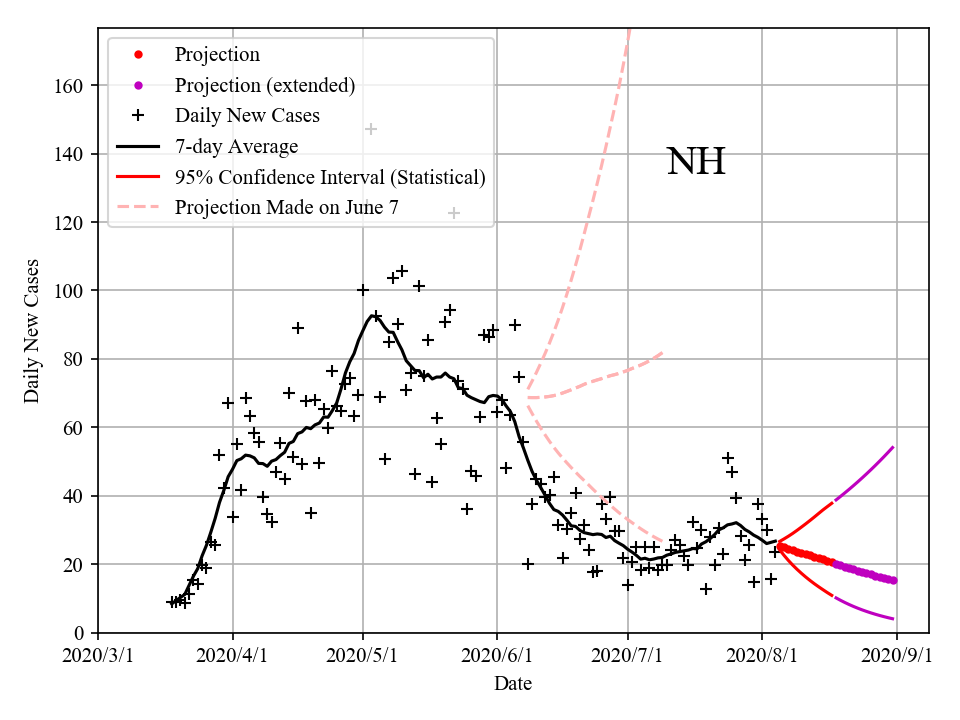 Projection
Projection (extended)
Daily New Cases
7-day Average
95% Confidence Interval (Statistical)
Projection Made on June 7
NH
160
140
120
100
80
60
40
20
0
Daily New Cases
2020/3/1 2020/4/1 2020/5/1 2020/6/1 2020/7/1 2020/8/1 2020/9/1
Date